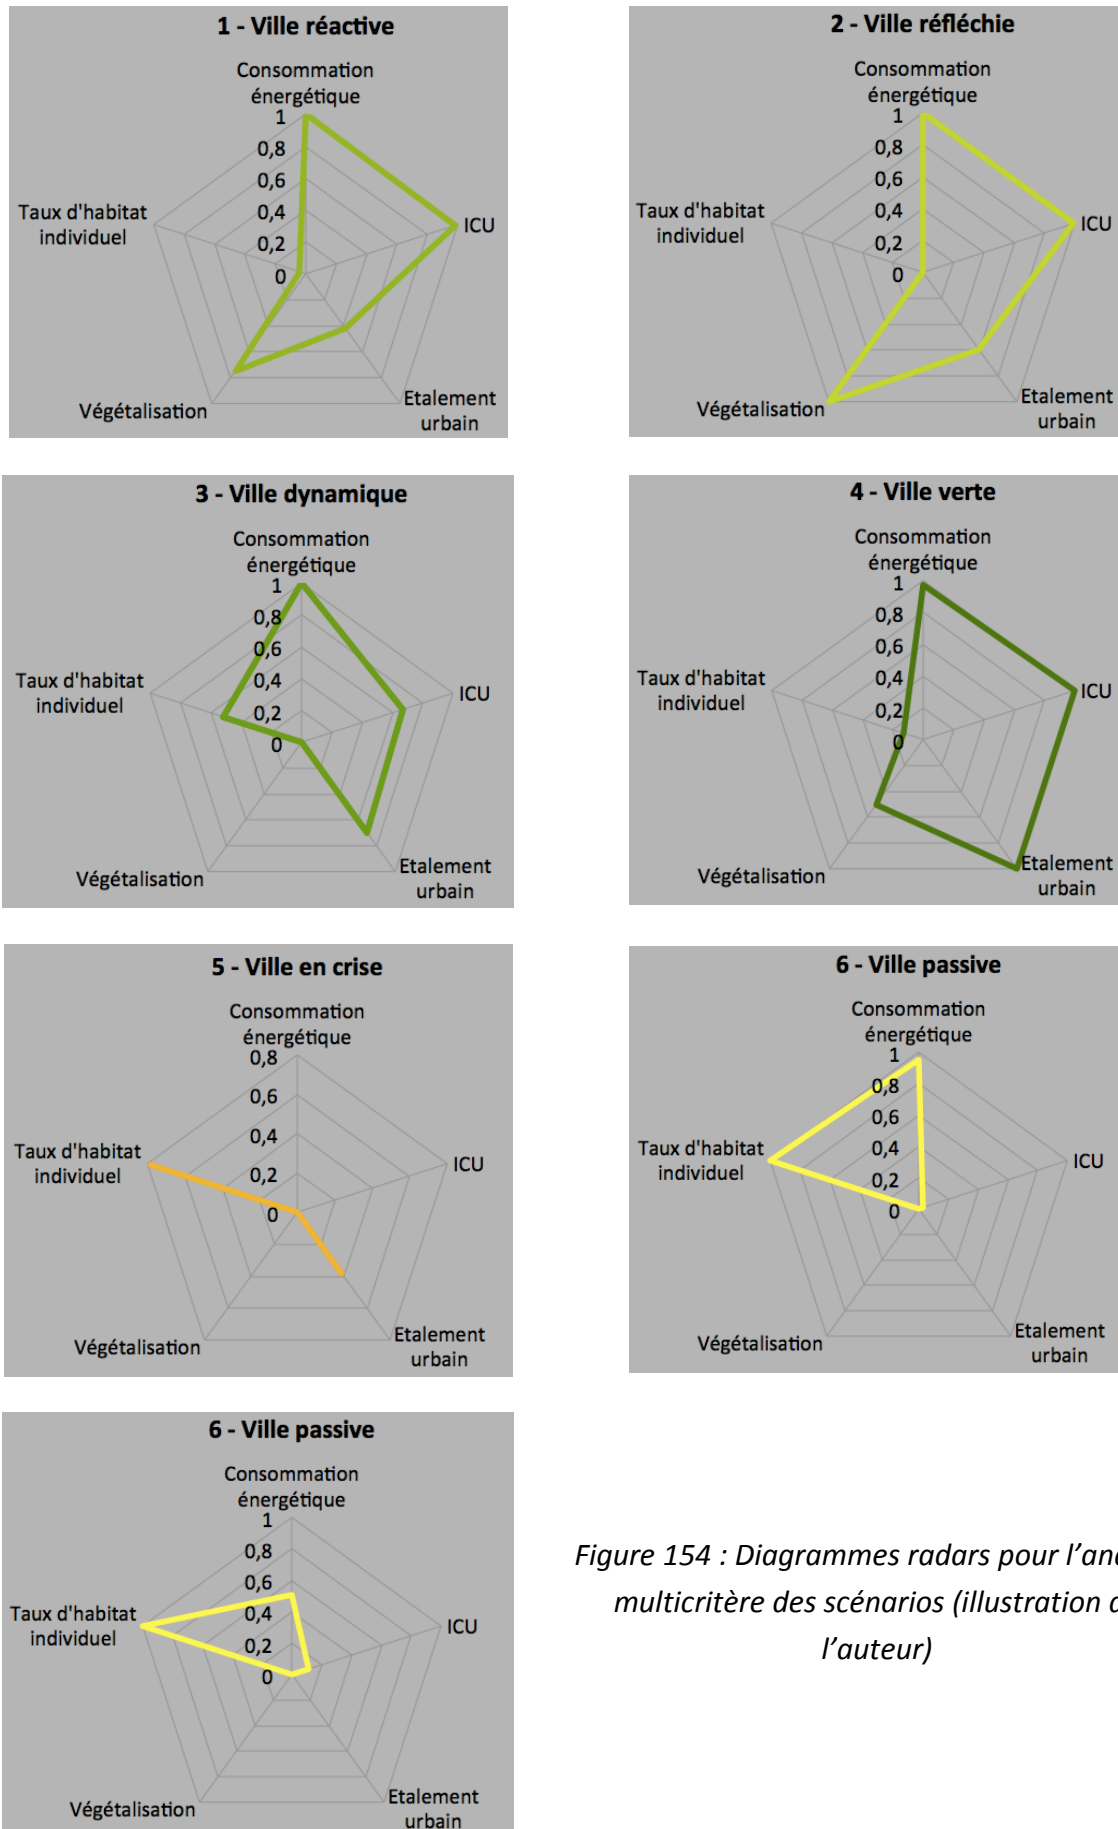 1 - Ville réactive
Consommation
énergétique
1
0,8
0,6
0,4
0,2
0
Taux d'habitat
individuel
ICU
Végétalisation
Etalement
urbain
2 - Ville réfléchie
Consommation
énergétique
1
0,8
0,6
0,4
0,2
0
Taux d'habitat
individuel
ICU
Végétalisation
Etalement
urbain
3 - Ville dynamique
Consommation
énergétique
1
0,8
0,6
0,4
0,2
0
Taux d'habitat
individuel
ICU
Végétalisation
Etalement
urbain
4 - Ville verte
Consommation
énergétique
1
0,8
0,6
0,4
0,2
0
Taux d'habitat
individuel
ICU
Végétalisation
Etalement
urbain
5 - Ville en crise
Consommation
énergétique
0,8
0,6
0,4
0,2
0
Taux d'habitat
individuel
ICU
Végétalisation
Etalement
urbain
6 - Ville passive
Consommation
énergétique
1
0,8
0,6
0,4
0,2
0
Taux d'habitat
individuel
ICU
Végétalisation
Etalement
urbain
6 - Ville passive
Consommation
énergétique
1
0,8
0,6
0,4
0,2
0
Taux d'habitat
individuel
ICU
Végétalisation
Etalement
urbain
Figure 154 : Diagrammes radars pour
multicritère des scénarios (illustration
l'auteur)